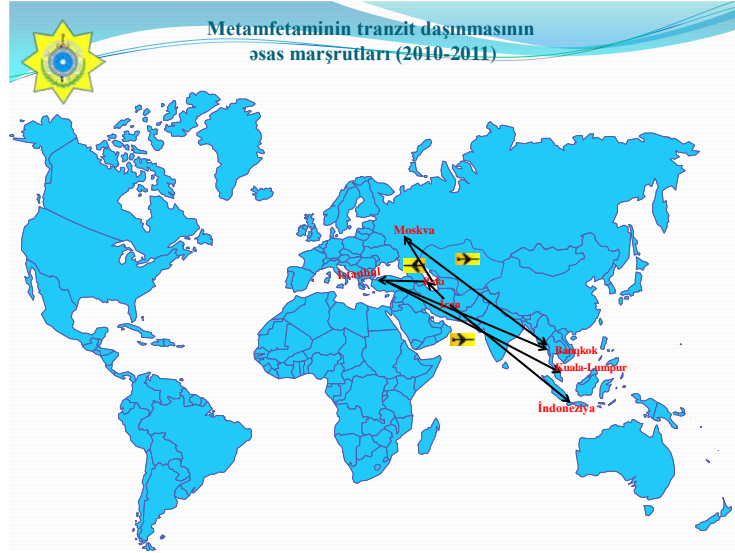 Metamfetaminin tranzit daşınmasının
əsas marşrutları (2010-2011)
Moskva
İstanbul
Bakı
İran
Banqkok
Kuala-Lumpur
İndoneziya